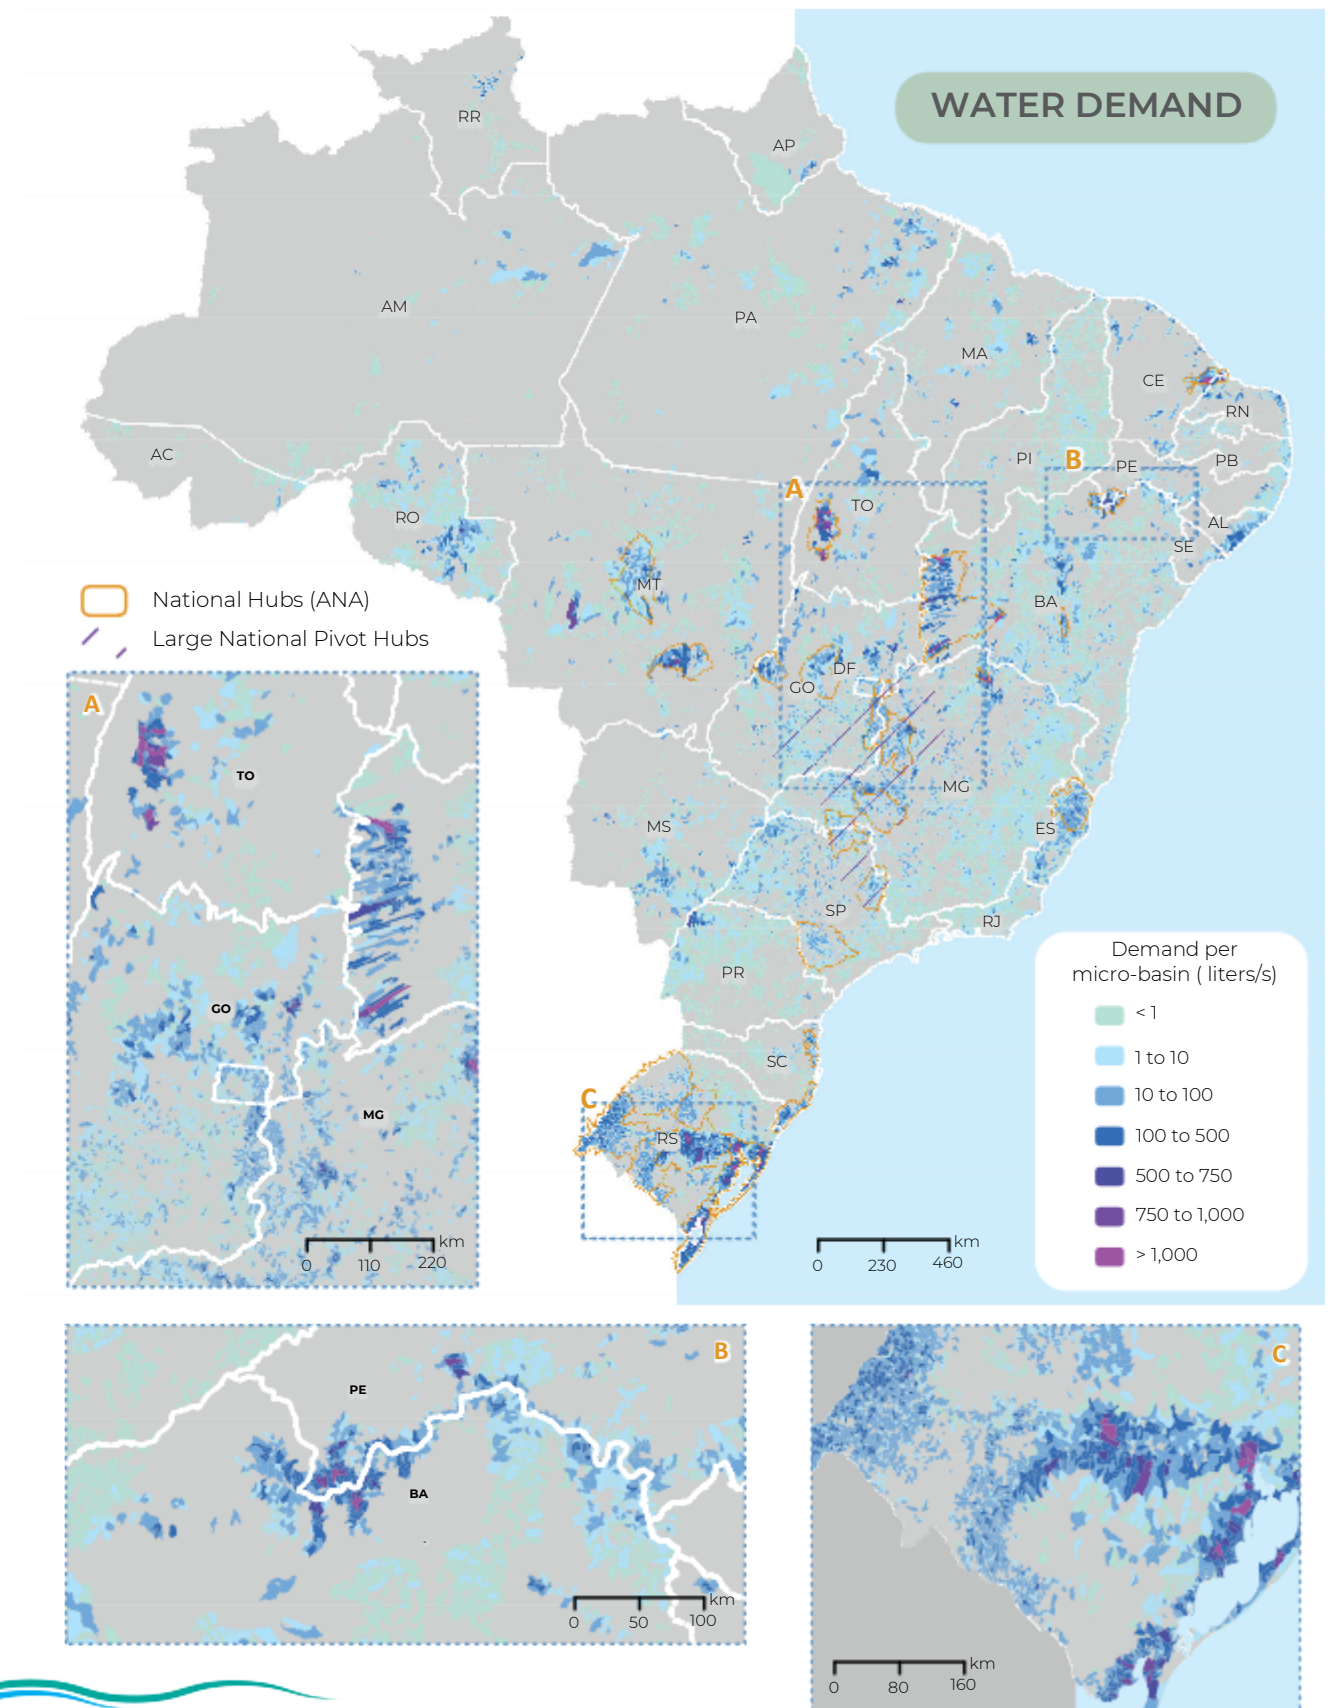 WATER DEMAND
RR
AP
AM
PA
MA
CE
RN
PI
B
PE
PB
AC
A
TO
AL
RO
SE
MT
BA
National Hubs (ANA)
Large National Pivot Hubs
DF
GO
MG
MS
ES
SP
RJ
PR
SC
C
RS
Demand per
micro-basin ( liters/s)
< 1
1 to 10
10 to 100
100 to 500
500 to 750
750 to 1,000
> 1,000
km
0 230 460
A
TO
GO
MG
km
0 110 220
B
PE
BA
km
0 50 100
C
km
0 80 160